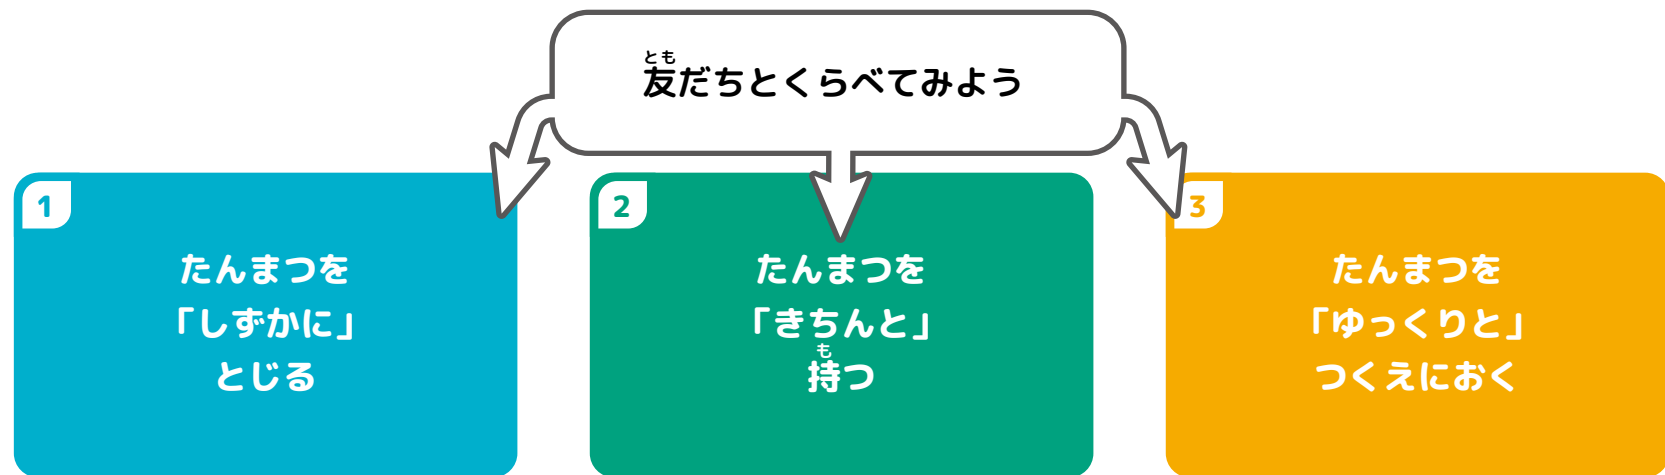 友だちとくらべてみよう
とも
1
たんまつを
「しずかに」
とじる
2
たんまつを
「きちんと」
持つ
も
3
たんまつを
「ゆっくりと」
つくえにおく